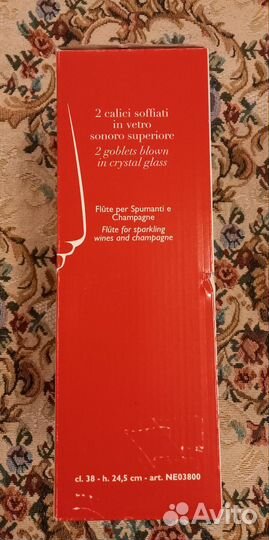 2 calici soffiati
in vetro
sonoro superiore
2 goblets blown
in crystal glass
Flûte per Spumanti e
Champagne
Flûte for sparkling
wines and champagne
cl. 38 - h. 24,5 cm - art. NE03800
Avito